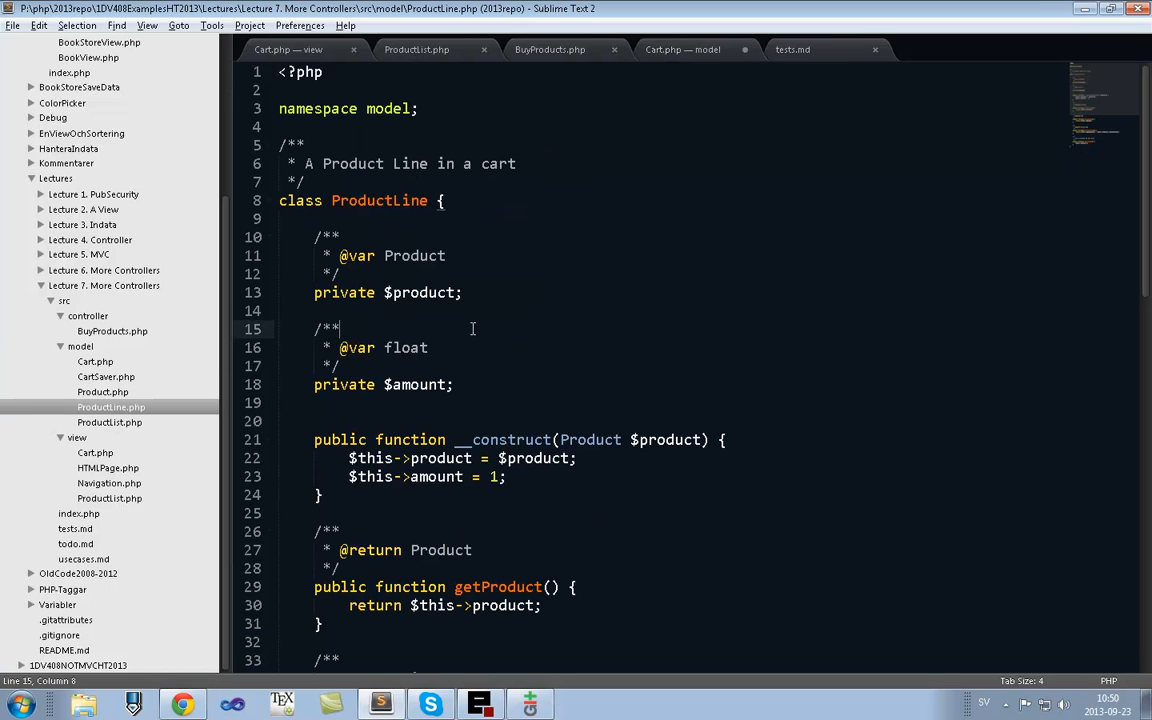 P:\php\2013repo\1DV408ExamplesHT2013\Lectures\Lecture 7. More Controllers\src\model\ProductLine.php (2013repo) - Sublime Text 2
File Edit Selection Find View Goto Tools Project Preferences Help
Cart.php — view × ProductList.php × BuyProducts.php × Cart.php — model tests.md ×
BookStoreView.php
BookView.php
index.php
BookStoreSaveData
ColorPicker
Debug
EnViewOchSortering
HanteraIndata
Kommentarer
Lectures
Lecture 1. PubSecurity
Lecture 2. A View
Lecture 3. Indata
Lecture 4. Controller
Lecture 5. MVC
Lecture 6. More Controllers
Lecture 7. More Controllers
src
controller
BuyProducts.php
model
Cart.php
CartSaver.php
Product.php
ProductLine.php
ProductList.php
view
Cart.php
HTMLPage.php
Navigation.php
ProductList.php
index.php
tests.md
todo.md
usecases.md
OldCode2008-2012
PHP-Taggar
Variabler
.gitattributes
.gitignore
README.md
1DV408NOTMVCHT2013
1 <?php
2
3 namespace model;
4
5 /**
6  * A Product Line in a cart
7  */
8 class ProductLine {
9
10     /**
11      * @var Product
12      */
13     private $product;
14
15     /**
16      * @var float
17      */
18     private $amount;
19
20
21     public function __construct(Product $product) {
22         $this->product = $product;
23         $this->amount = 1;
24     }
25
26     /**
27      * @return Product
28      */
29     public function getProduct() {
30         return $this->product;
31     }
32
33     /**
Line 15, Column 8 Tab Size: 4 PHP
TEX SV 10:50
2013-09-23